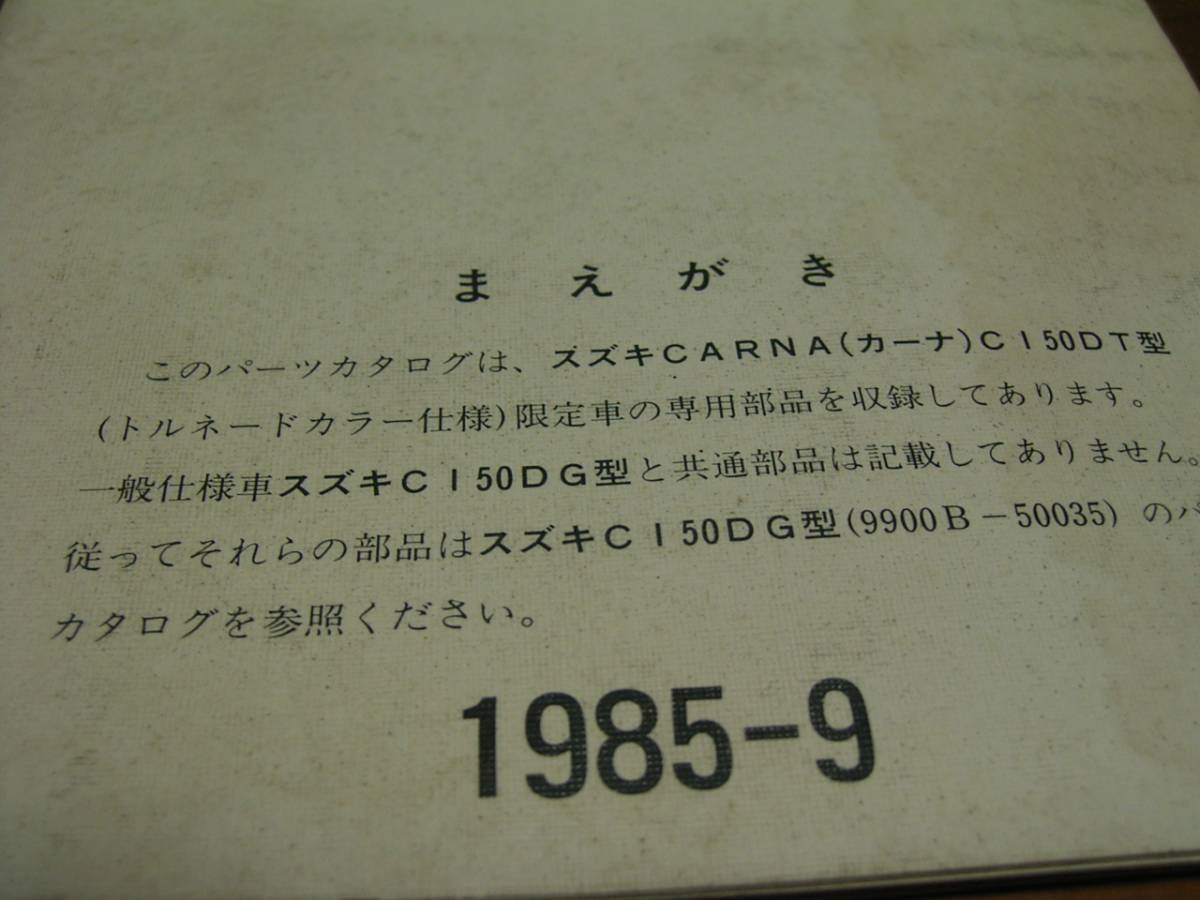 まえがき
このパーツカタログは、スズキCARNA(カーナ)CI50DT型
(トルネードカラー仕様)限定車の専用部品を収録してあります。
一般仕様車スズキCI50DG型と共通部品は記載してありません。
従ってそれらの部品はスズキCI50DG型(9900B-50035)のパ
カタログを参照ください。
1985-9